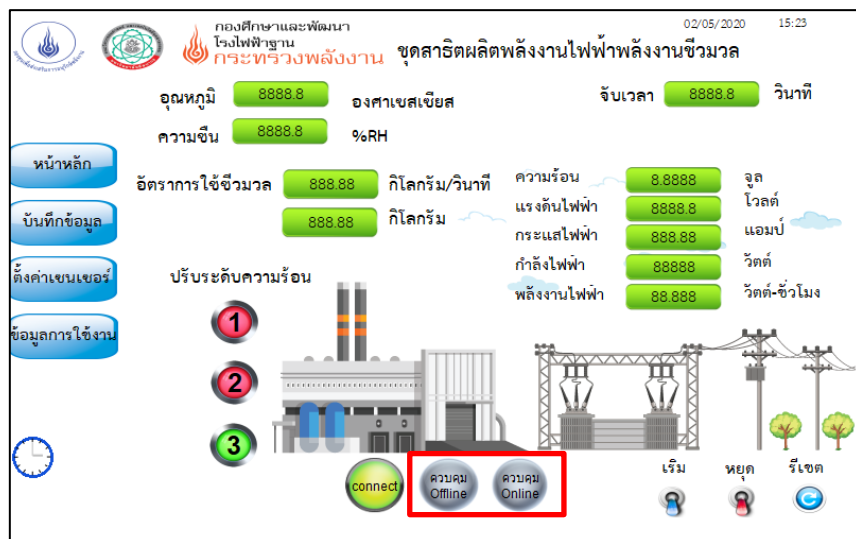 02/05/2020 15:23
กองศึกษาและพัฒนา
โรงไฟฟ้าฐาน
กระทรวงพลังงาน
ชุดสาธิตผลิตพลังงานไฟฟ้าพลังงานชีวมวล
อุณหภูมิ 8888.8 องศาเซสเซียส
จับเวลา 8888.8 วินาที
ความชืน 8888.8 %RH
หน้าหลัก
บันทึกข้อมูล
ตั้งค่าเซนเซอร์
ข้อมูลการใช้งาน
อัตราการใช้ชีวมวล 888.88 กิโลกรัม/วินาที
888.88 กิโลกรัม
ความร้อน 8.8888 จูล
แรงดันไฟฟ้า 8888.8 โวลต์
กระแสไฟฟ้า 888.88 แอมป์
กำลังไฟฟ้า 88888 วัตต์
พลังงานไฟฟ้า 88.888 วัตต์-ชั่วโมง
ปรับระดับความร้อน
1
2
3
connect
ควบคุม
Offline
ควบคุม
Online
เริ่ม
หยุด
รีเซต